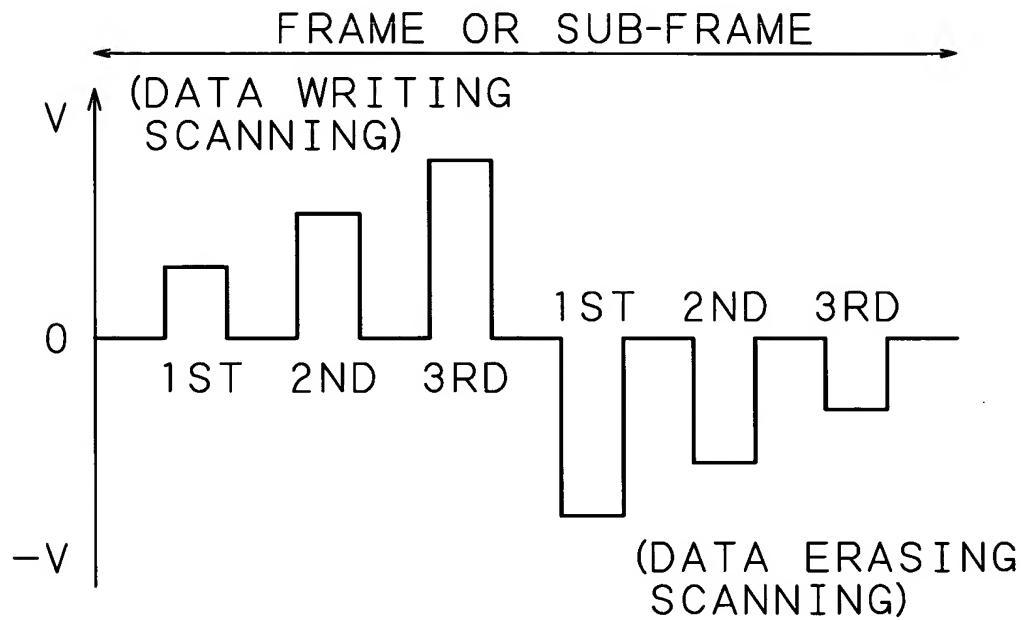 FRAME OR SUB-FRAME
(DATA WRITING
SCANNING)
V
1ST 2ND 3RD
0
1ST 2ND 3RD
-V
(DATA ERASING
SCANNING)